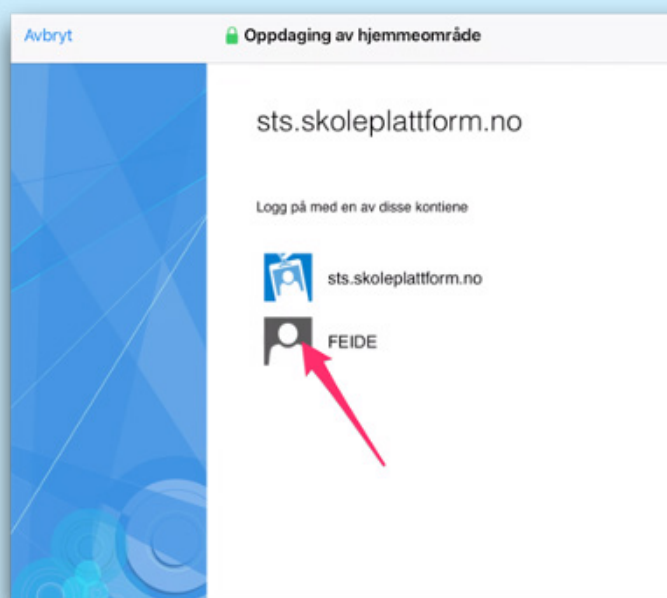 Avbryt
Oppdaging av hjemmeområde
sts.skoleplattform.no
Logg på med en av disse kontiene
sts.skoleplattform.no
FEIDE